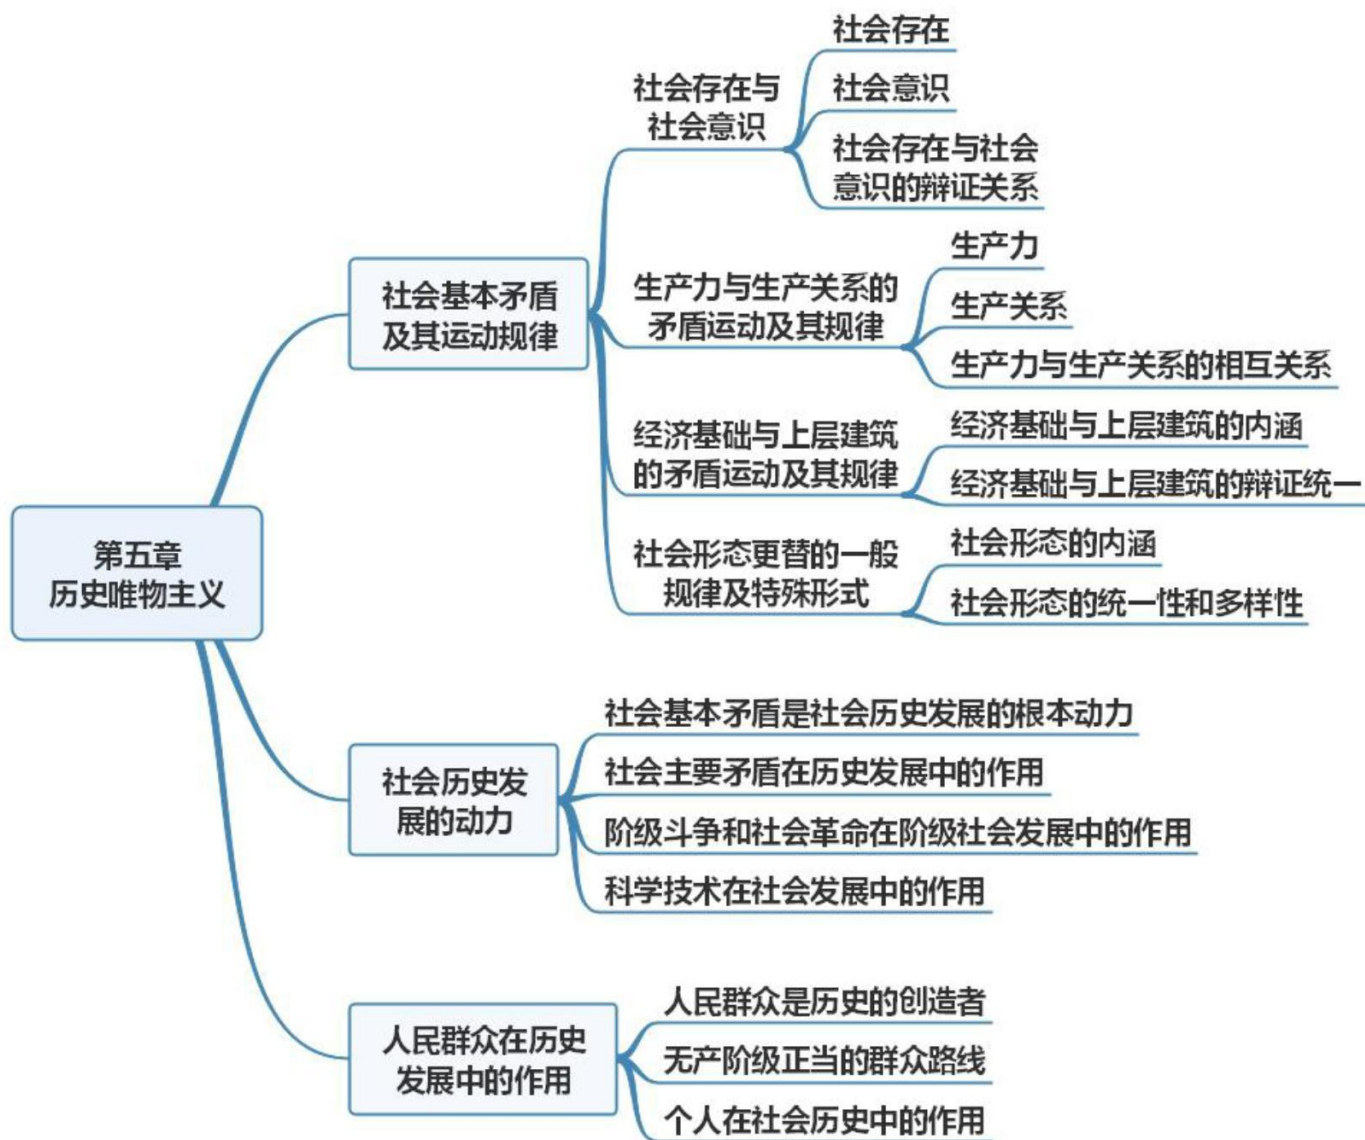 第五章
历史唯物主义
社会基本矛盾
及其运动规律
社会存在与
社会意识
社会存在
社会意识
社会存在与社会
意识的辩证关系
生产力与生产关系的
矛盾运动及其规律
生产力
生产关系
生产力与生产关系的相互关系
经济基础与上层建筑
的矛盾运动及其规律
经济基础与上层建筑的内涵
经济基础与上层建筑的辩证统一
社会形态更替的一般
规律及特殊形式
社会形态的内涵
社会形态的统一性和多样性
社会历史发
展的动力
社会基本矛盾是社会历史发展的根本动力
社会主要矛盾在历史发展中的作用
阶级斗争和社会革命在阶级社会发展中的作用
科学技术在社会发展中的作用
人民群众在历史
发展中的作用
人民群众是历史的创造者
无产阶级正当的群众路线
个人在社会历史中的作用